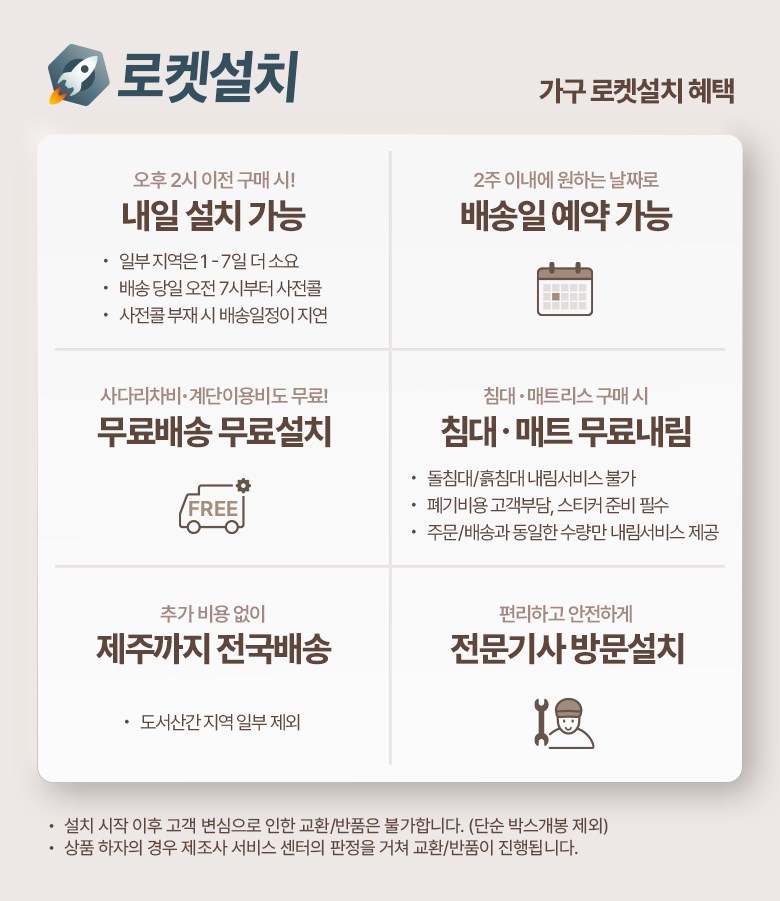 로켓설치
가구 로켓설치 혜택
오후 2시 이전 구매 시!
내일 설치 가능
• 일부 지역은 1 - 7일 더 소요
• 배송 당일 오전 7시부터 사전콜
• 사전콜 부재 시 배송일정이 지연
2주 이내에 원하는 날짜로
배송일 예약 가능
사다리차비·계단이용비도 무료!
무료배송 무료설치
FREE
침대 · 매트리스 구매 시
침대 · 매트 무료내림
• 돌침대/흙침대 내림서비스 불가
• 폐기비용 고객부담, 스티커 준비 필수
• 주문/배송과 동일한 수량만 내림서비스 제공
추가 비용 없이
제주까지 전국배송
• 도서산간 지역 일부 제외
편리하고 안전하게
전문기사 방문설치
• 설치 시작 이후 고객 변심으로 인한 교환/반품은 불가합니다. (단순 박스개봉 제외)
• 상품 하자의 경우 제조사 서비스 센터의 판정을 거쳐 교환/반품이 진행됩니다.